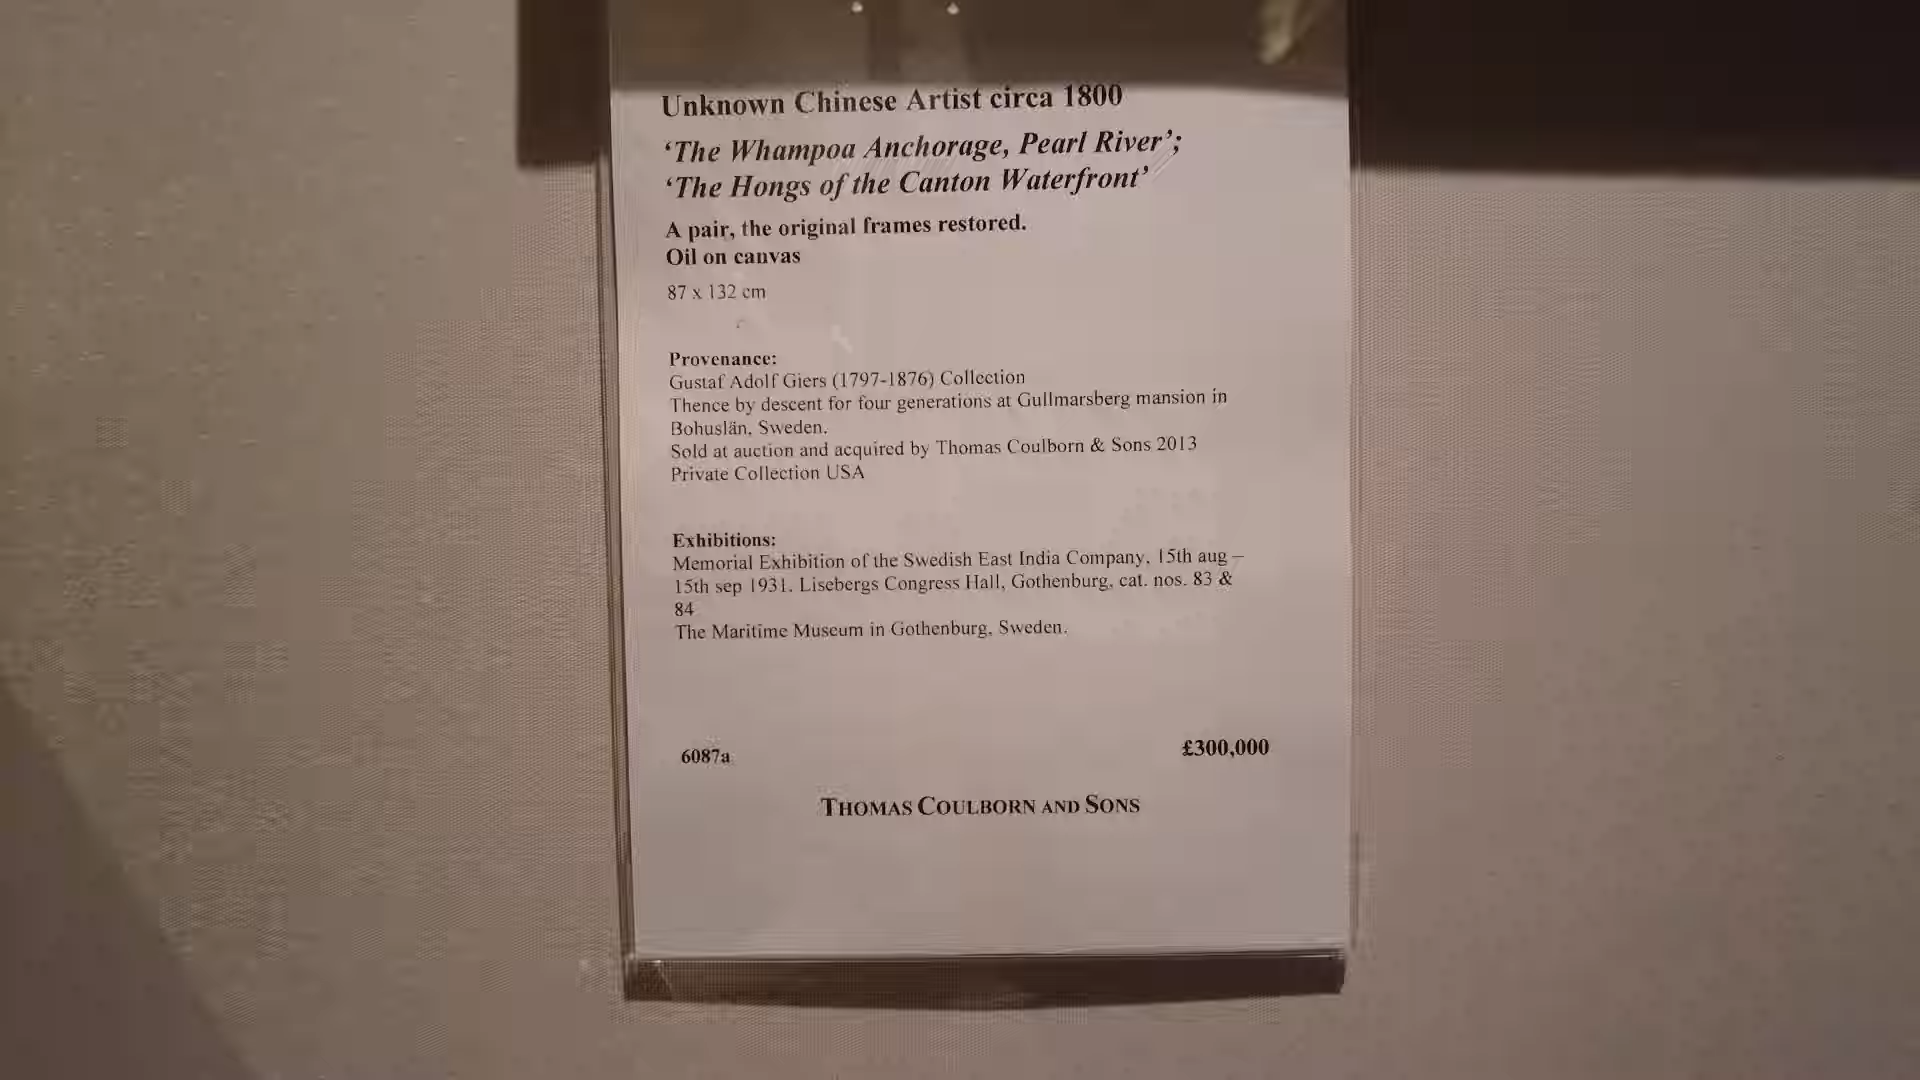 Unknown Chinese Artist circa 1800
‘The Whampoa Anchorage, Pearl River’;
‘The Hongs of the Canton Waterfront’
A pair, the original frames restored.
Oil on canvas
87 x 132 cm
Provenance:
Gustaf Adolf Giers (1797-1876) Collection
Thence by descent for four generations at Gullmarsberg mansion in
Bohuslän, Sweden.
Sold at auction and acquired by Thomas Coulborn & Sons 2013
Private Collection USA
Exhibitions:
Memorial Exhibition of the Swedish East India Company, 15th aug –
15th sep 1931. Lisebergs Congress Hall, Gothenburg, cat. nos. 83 &
84
The Maritime Museum in Gothenburg, Sweden.
6087a £300,000
THOMAS COULBORN AND SONS